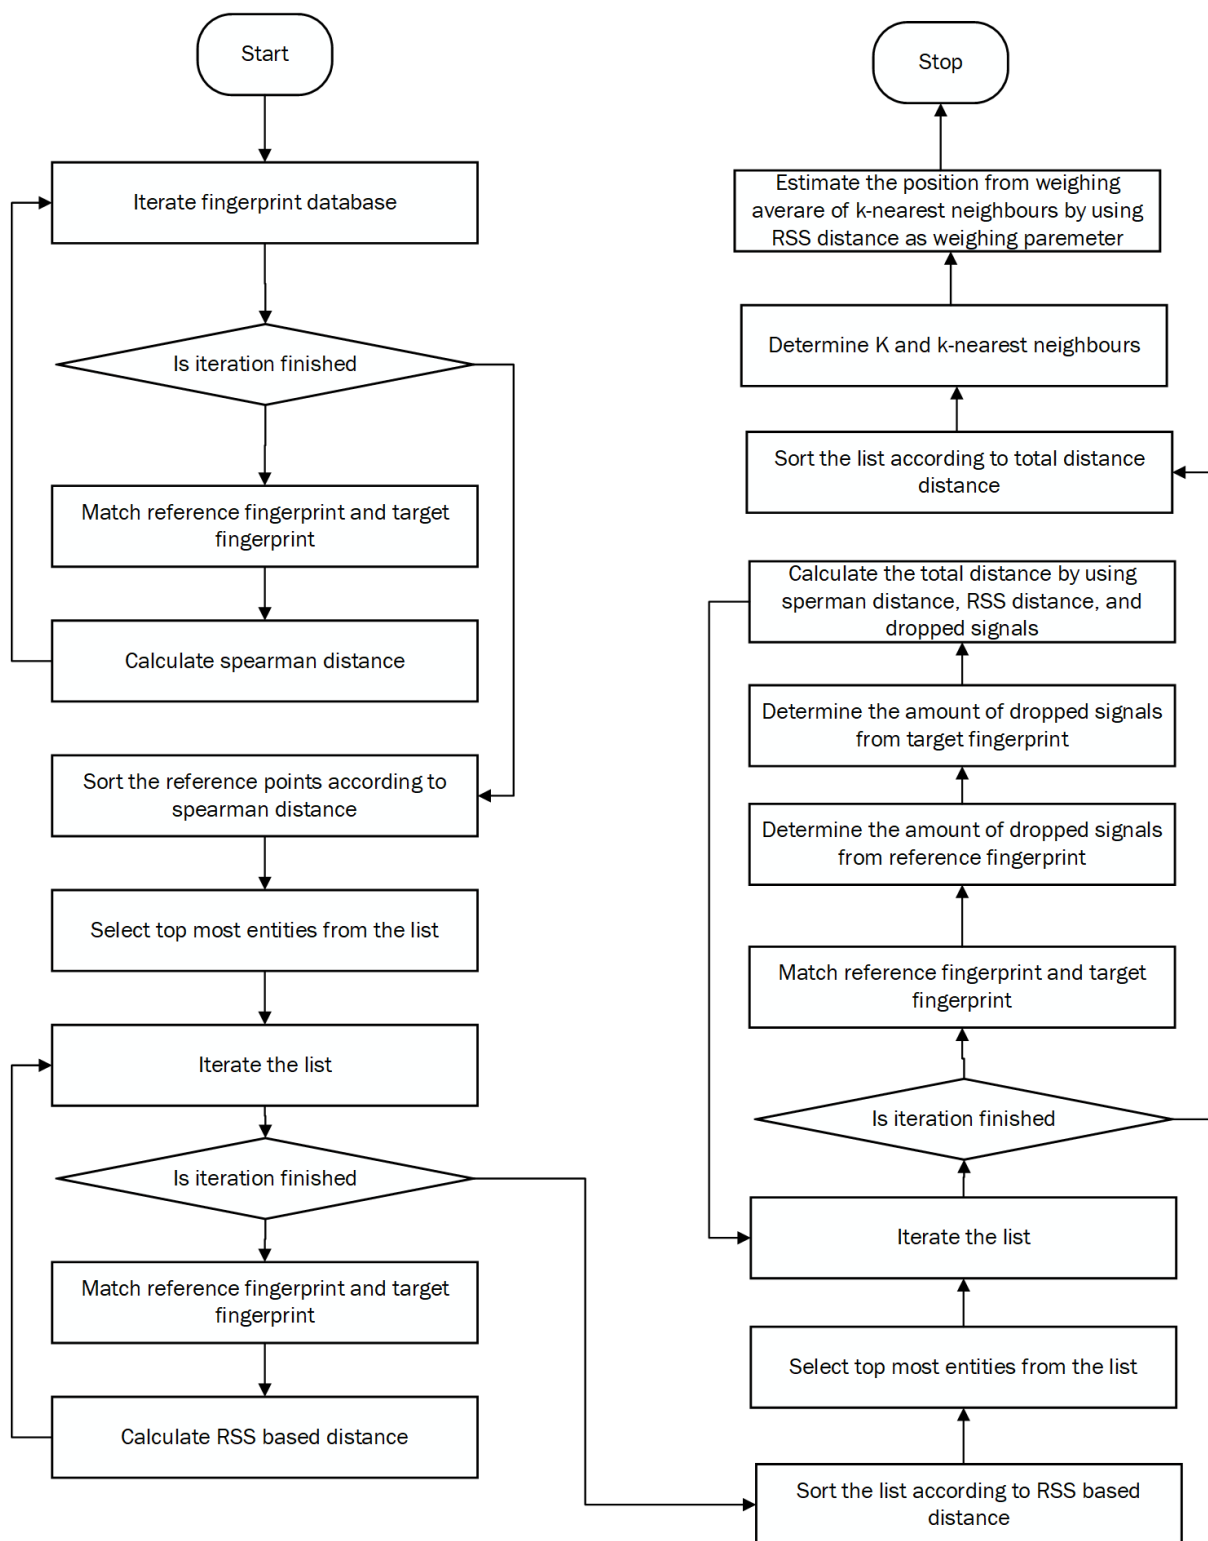 Start
Iterate fingerprint database
Is iteration finished
Match reference fingerprint and target
fingerprint
Calculate spearman distance
Sort the reference points according to
spearman distance
Select top most entities from the list
Iterate the list
Is iteration finished
Match reference fingerprint and target
fingerprint
Calculate RSS based distance
Stop
Estimate the position from weighing
averare of k-nearest neighbours by using
RSS distance as weighing paremeter
Determine K and k-nearest neighbours
Sort the list according to total distance
distance
Calculate the total distance by using
sperman distance, RSS distance, and
dropped signals
Determine the amount of dropped signals
from target fingerprint
Determine the amount of dropped signals
from reference fingerprint
Match reference fingerprint and target
fingerprint
Is iteration finished
Iterate the list
Select top most entities from the list
Sort the list according to RSS based
distance